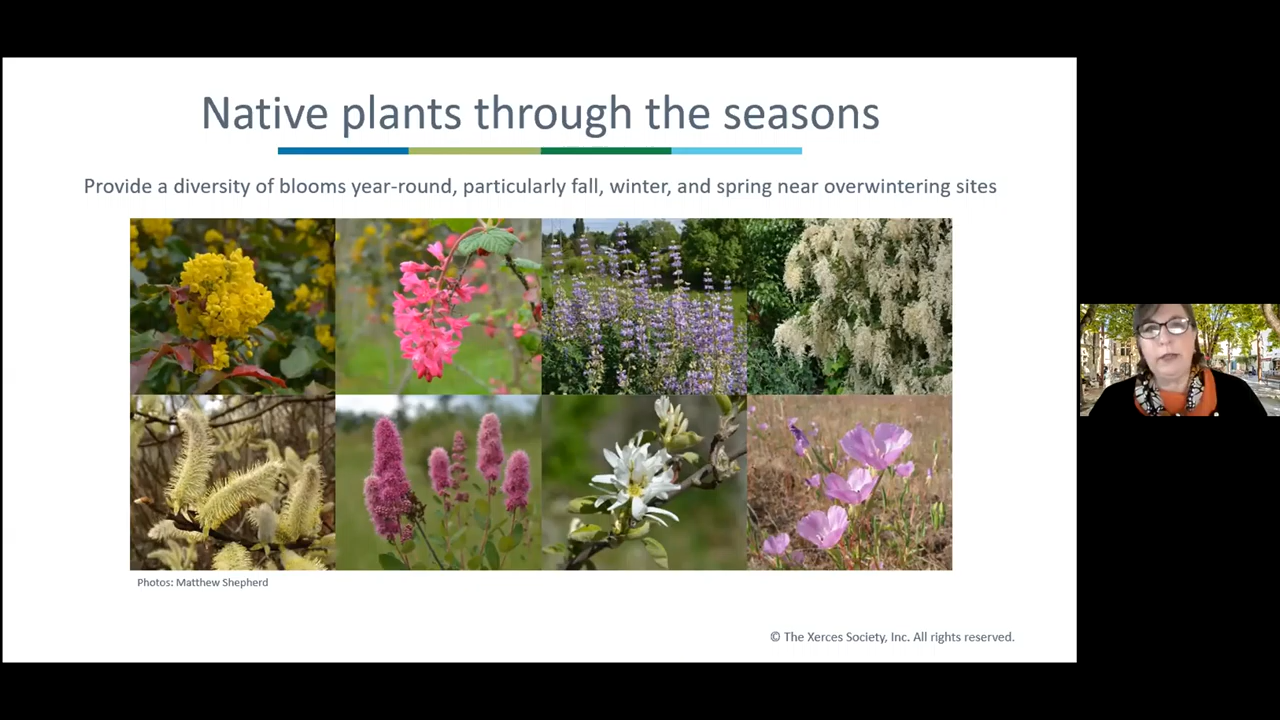 Native plants through the seasons
Provide a diversity of blooms year-round, particularly fall, winter, and spring near overwintering sites
Photos: Matthew Shepherd
© The Xerces Society, Inc. All rights reserved.